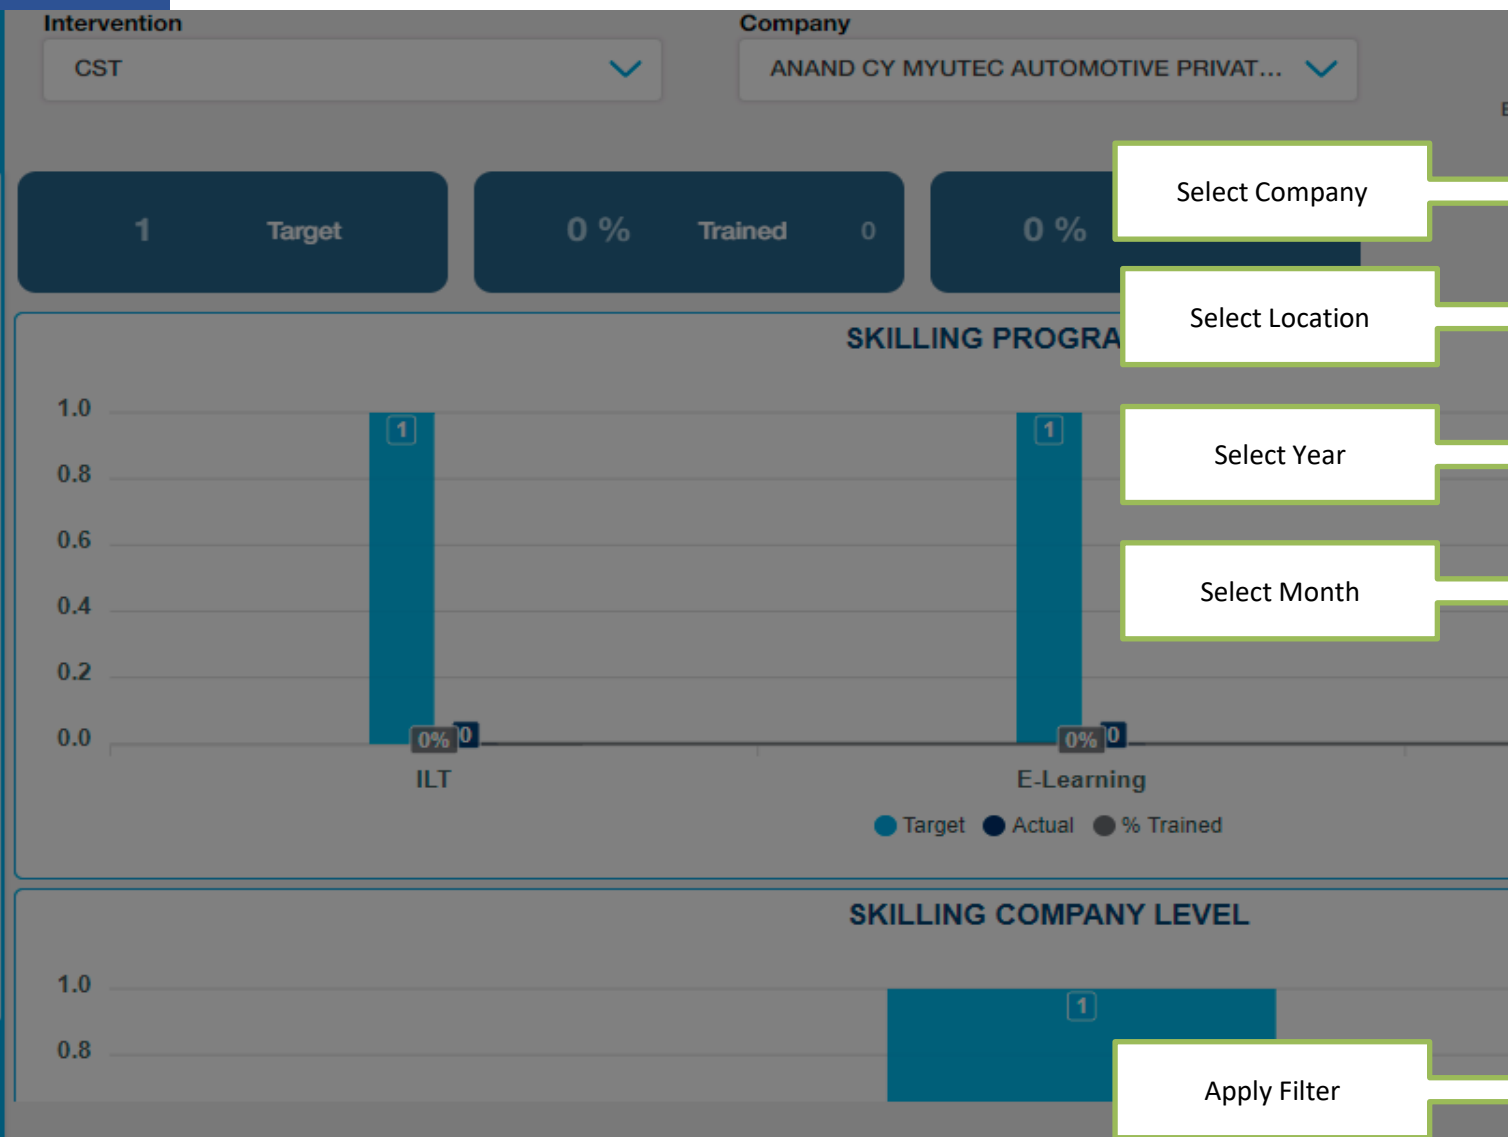 Intervention
Company
CST
ANAND CY MYUTEC AUTOMOTIVE PRIVAT...
Select Company
1 Target
0 % Trained 0
0 %
Select Location
SKILLING PROGRA
1.0
1
1
0.8
Select Year
0.6
Select Month
0.4
0.2
0.0
0% 0
0% 0
ILT
E-Learning
Target Actual % Trained
SKILLING COMPANY LEVEL
1.0
1
0.8
Apply Filter